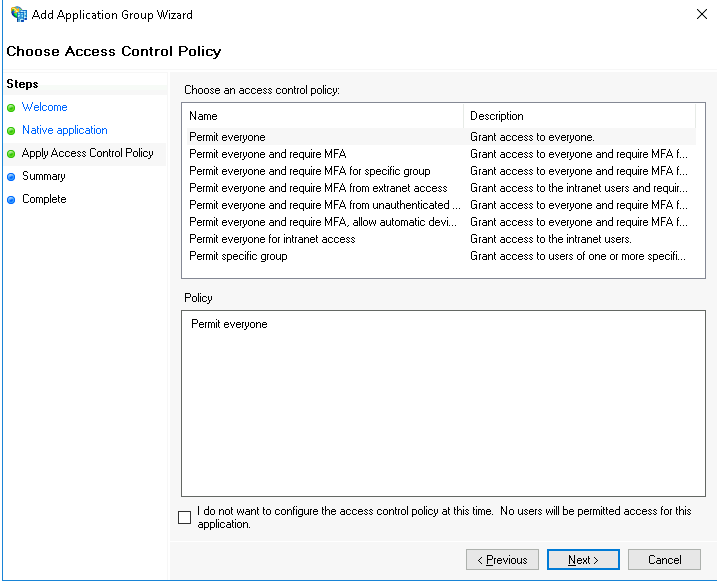 Add Application Group Wizard
Choose Access Control Policy
Steps
Welcome
Native application
Apply Access Control Policy
Summary
Complete
Choose an access control policy:
Name Description
Permit everyone Grant access to everyone.
Permit everyone and require MFA Grant access to everyone and require MFA f...
Permit everyone and require MFA for specific group Grant access to everyone and require MFA f...
Permit everyone and require MFA from extranet access Grant access to the intranet users and requir...
Permit everyone and require MFA from unauthenticated ... Grant access to everyone and require MFA f...
Permit everyone and require MFA, allow automatic devi... Grant access to everyone and require MFA f...
Permit everyone for intranet access Grant access to the intranet users.
Permit specific group Grant access to users of one or more specifi...
Policy
Permit everyone
I do not want to configure the access control policy at this time. No users will be permitted access for this
application.
< Previous Next > Cancel